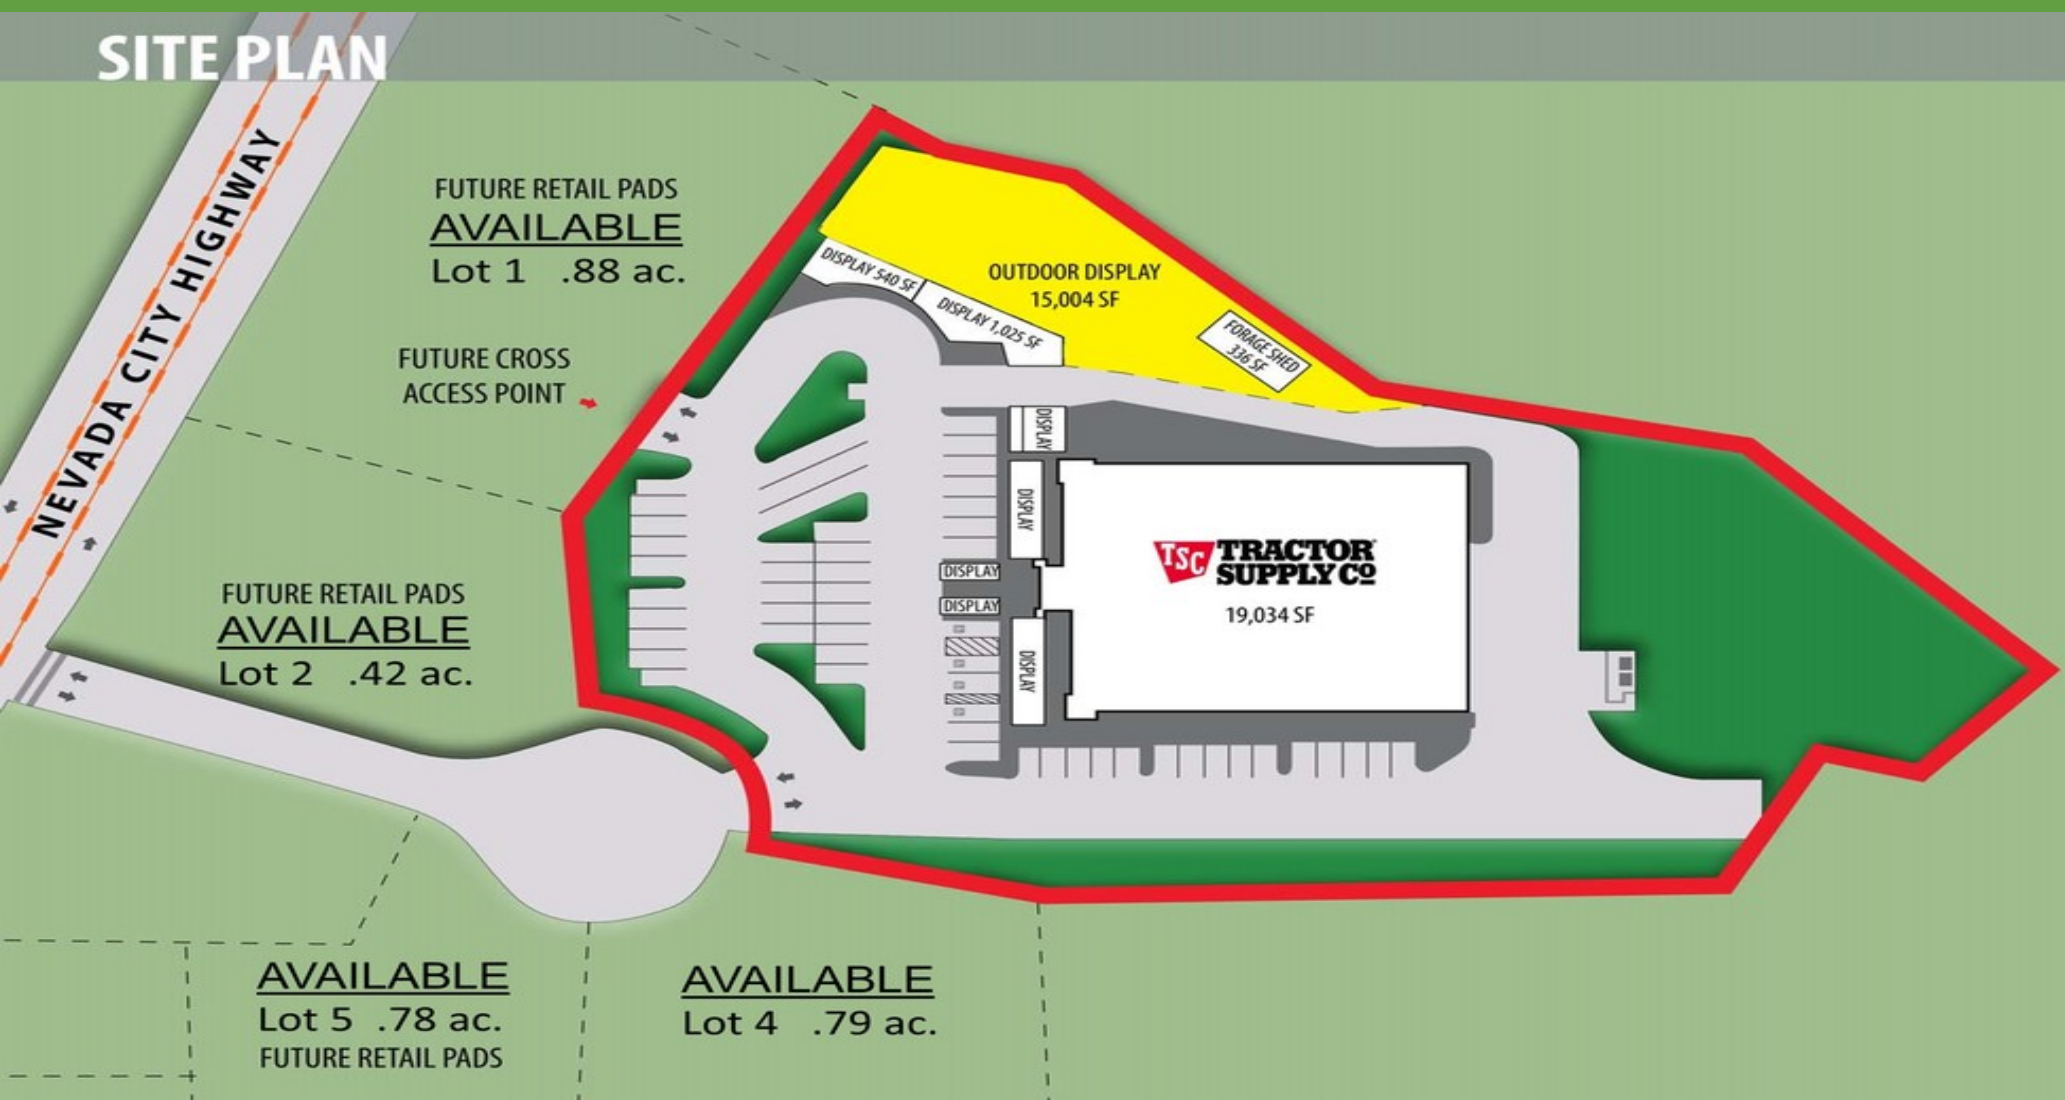 SITE PLAN
NEVADA CITY HIGHWAY
FUTURE RETAIL PADS
AVAILABLE
Lot 1 .88 ac.
FUTURE CROSS
ACCESS POINT
FUTURE RETAIL PADS
AVAILABLE
Lot 2 .42 ac.
DISPLAY 540 SF
DISPLAY 1,025 SF
OUTDOOR DISPLAY
15,004 SF
FORAGE SHED
336 SF
DISPLAY
DISPLAY
DISPLAY
DISPLAY
DISPLAY
TSC TRACTOR
SUPPLY CO
19,034 SF
AVAILABLE
Lot 5 .78 ac.
FUTURE RETAIL PADS
AVAILABLE
Lot 4 .79 ac.